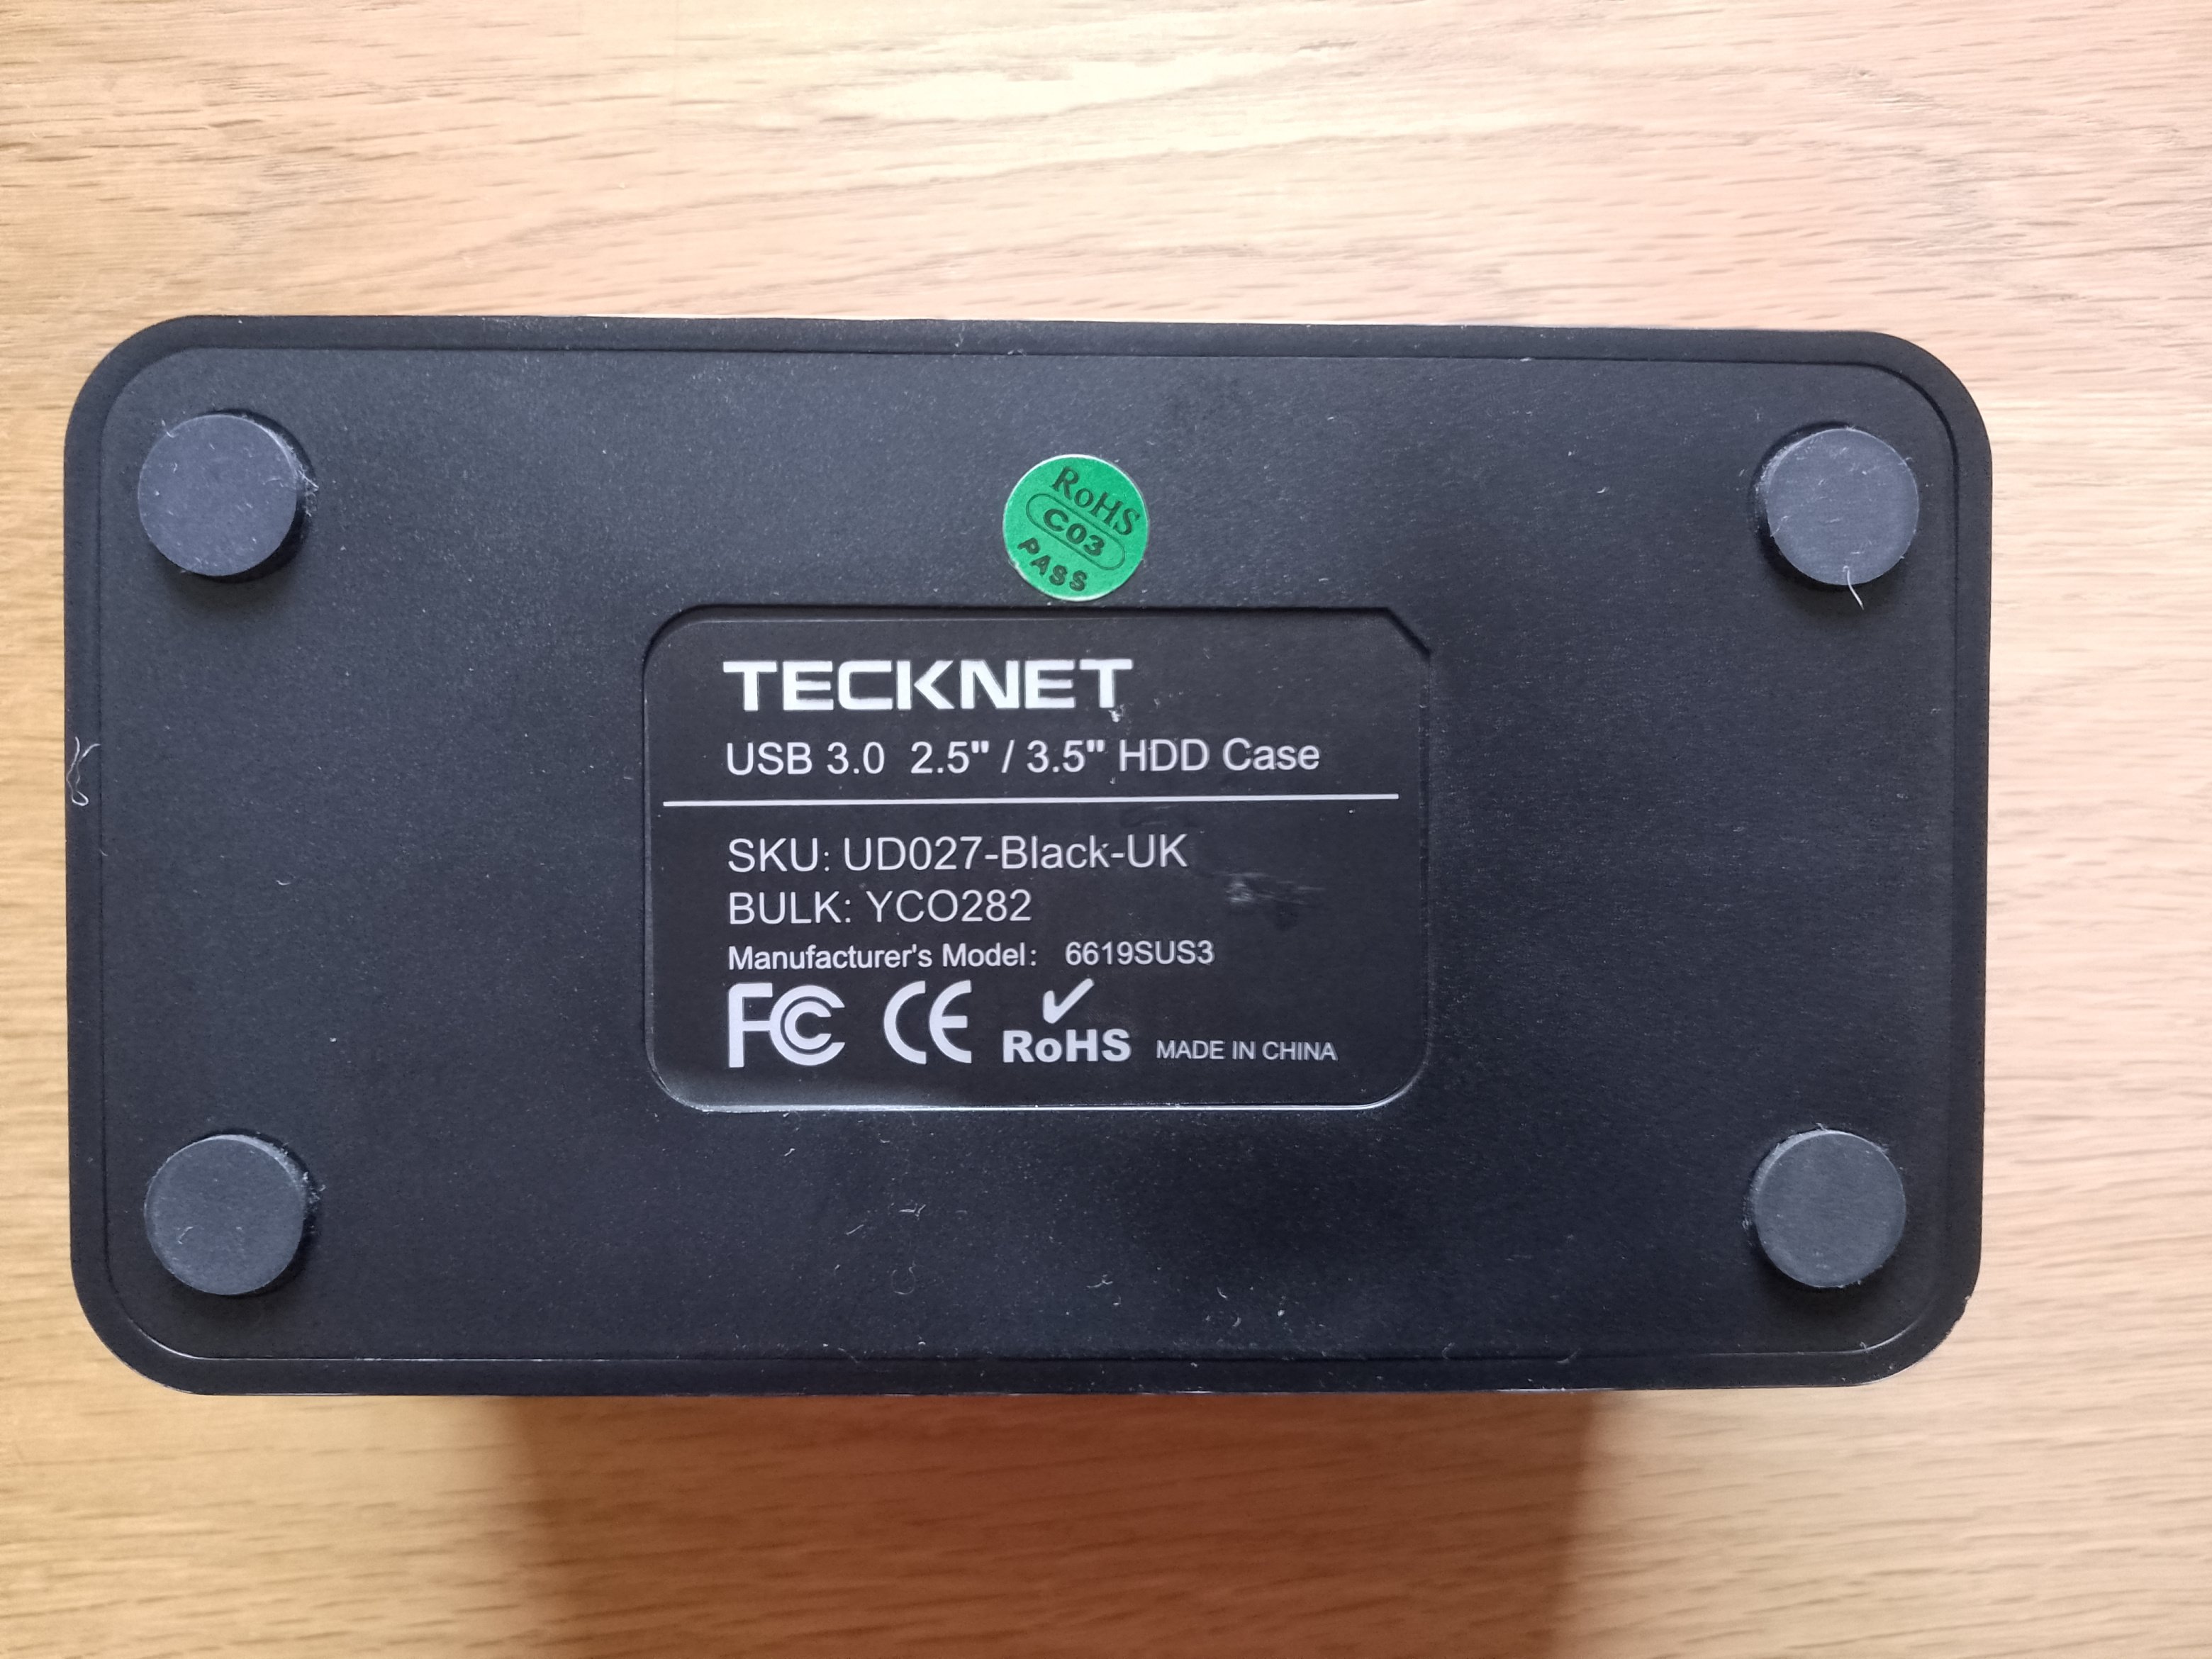 RoHS
C03
PASS
TECKNET
USB 3.0 2.5" / 3.5" HDD Case
SKU: UD027-Black-UK
BULK: YCO282
Manufacturer's Model: 6619SUS3
FC CE RoHS MADE IN CHINA